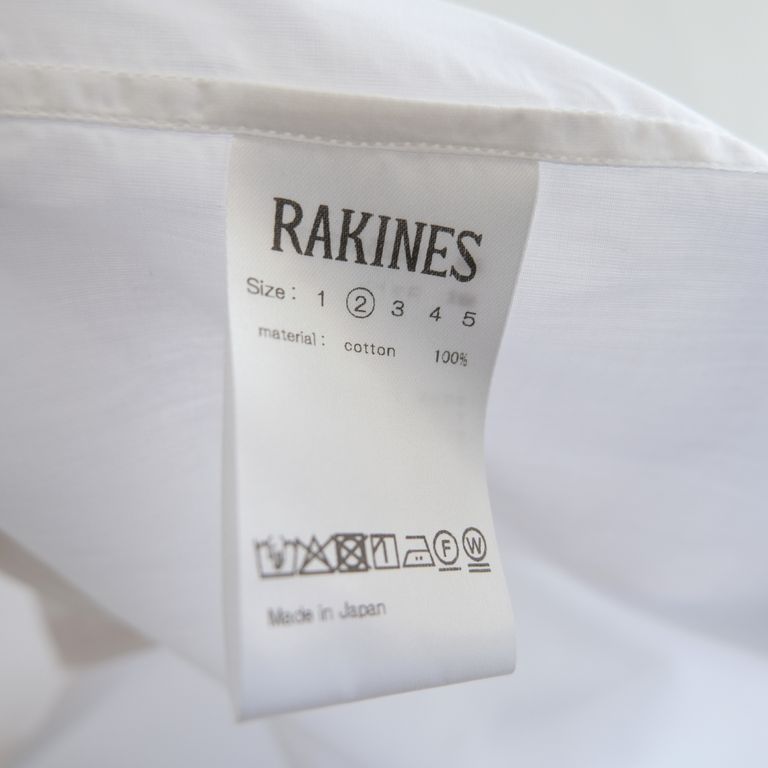 RAKINES
Size: 1 2 3 4 5
material: cotton 100%
F W
Made in Japan